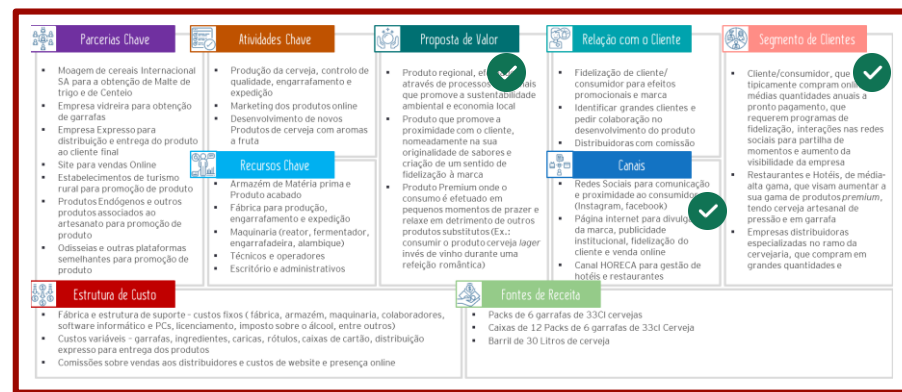 Parcerias Chave
Moagem de cereais Internacional
SA para a obtenção de Malte de
trigo e de Centeio
Empresa vidreira para obtenção
de garrafas
Empresa Expresso para
distribuição e entrega do produto
ao cliente final
Site para vendas Online
Estabelecimentos de turismo
rural para promoção de produto
Produtos Endógenos e outros
produtos associados ao
artesanato para promoção de
produto
Odisseias e outras plataformas
semelhantes para promoção de
produto
Atividades Chave
Produção da cerveja, controlo de
qualidade, engarrafamento e
expedição
Marketing dos produtos online
Desenvolvimento de novos
Produtos de cerveja com aromas
a fruta
Recursos Chave
Armazém de Matéria prima e
Produto acabado
Fábrica para produção,
engarrafamento e expedição
Maquinaria (reator, fermentador,
engarrafadeira, alambique)
Técnicos e operadores
Escritório e administrativos
Proposta de Valor
Produto regional,
através de processos
que promove a sustentabilidade
ambiental e economia local
Produto que promove a
proximidade com o cliente,
nomeadamente na sua
originalidade de sabores e
criação de um sentido de
fidelização à marca
Produto Premium onde o
consumo é efetuado em
pequenos momentos de prazer e
relaxe em detrimento de outros
produtos substitutos (Ex.:
consumir o produto cerveja lager
invés de vinho durante uma
refeição romântica)
Relação com o Cliente
Fidelização de cliente/
consumidor para efeitos
promocionais e marca
Identificar grandes clientes e
pedir colaboração no
desenvolvimento do produto
Distribuidoras com comissão
Canais
Redes Sociais para comunicação
e proximidade ao consumidor
(Instagram, facebook)
Página internet para
da marca, publicidade
institucional, fidelização do
cliente e venda online
Canal HORECA para gestão de
hotéis e restaurantes
Segmento de Clientes
Cliente/consumidor, que
tipicamente compram
médias quantidades anuais a
pronto pagamento, que
requerem programas de
fidelização, interações nas redes
sociais para partilha de
momentos e aumento da
visibilidade da empresa
Restaurantes e Hotéis, de média-
alta gama, que visam aumentar a
sua gama de produtos premium,
tendo cerveja artesanal de
pressão e em garrafa
Empresas distribuidoras
especializadas no ramo da
cervejaria, que compram em
grandes quantidades e
Estrutura de Custo
Fábrica e estrutura de suporte – custos fixos ( fábrica, armazém, maquinaria, colaboradores,
software informático e PCs, licenciamento, imposto sobre o álcool, entre outros)
Custos variáveis – garrafas, ingredientes, caricas, rótulos, caixas de cartão, distribuição
expresso para entrega dos produtos
Comissões sobre vendas aos distribuidores e custos de website e presença online
Fontes de Receita
Packs de 6 garrafas de 33Cl cervejas
Caixas de 12 Packs de 6 garrafas de 33cl Cerveja
Barril de 30 Litros de cerveja